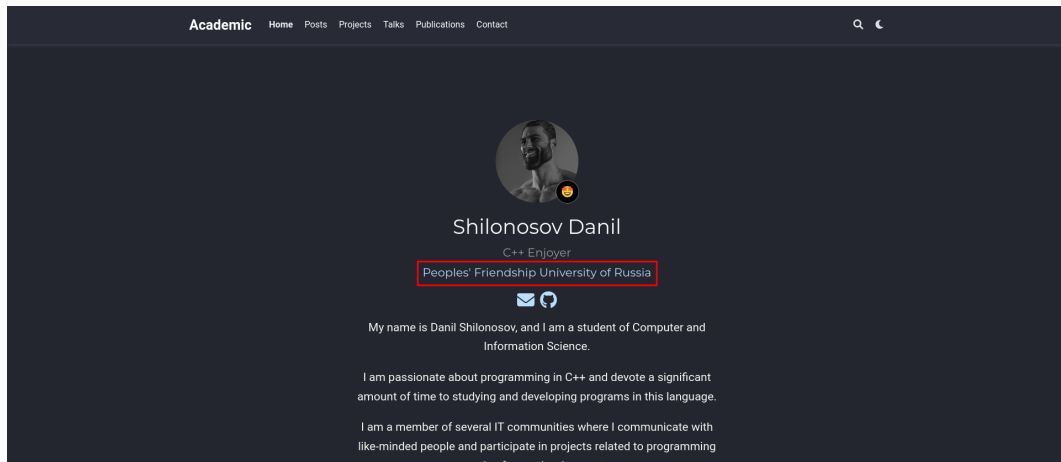 Academic Home Posts Projects Talks Publications Contact
Shilonosov Danil
C++ Enjoyer
Peoples' Friendship University of Russia
My name is Danil Shilonosov, and I am a student of Computer and
Information Science.
I am passionate about programming in C++ and devote a significant
amount of time to studying and developing programs in this language.
I am a member of several IT communities where I communicate with
like-minded people and participate in projects related to programming